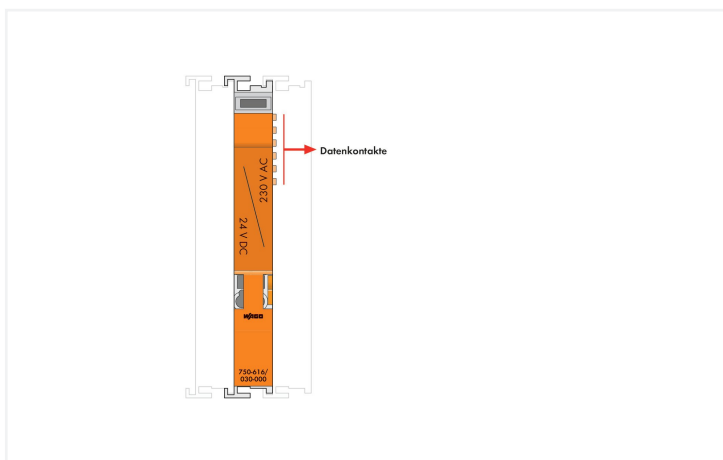 Datenkontakte
230 V AC
24 V DC
WAGO
750-616/
030-000